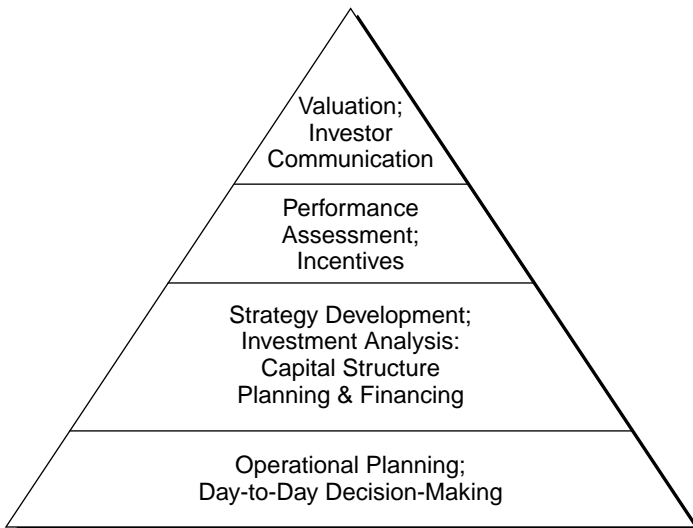 Valuation;
Investor
Communication
Performance
Assessment;
Incentives
Strategy Development;
Investment Analysis:
Capital Structure
Planning & Financing
Operational Planning;
Day-to-Day Decision-Making